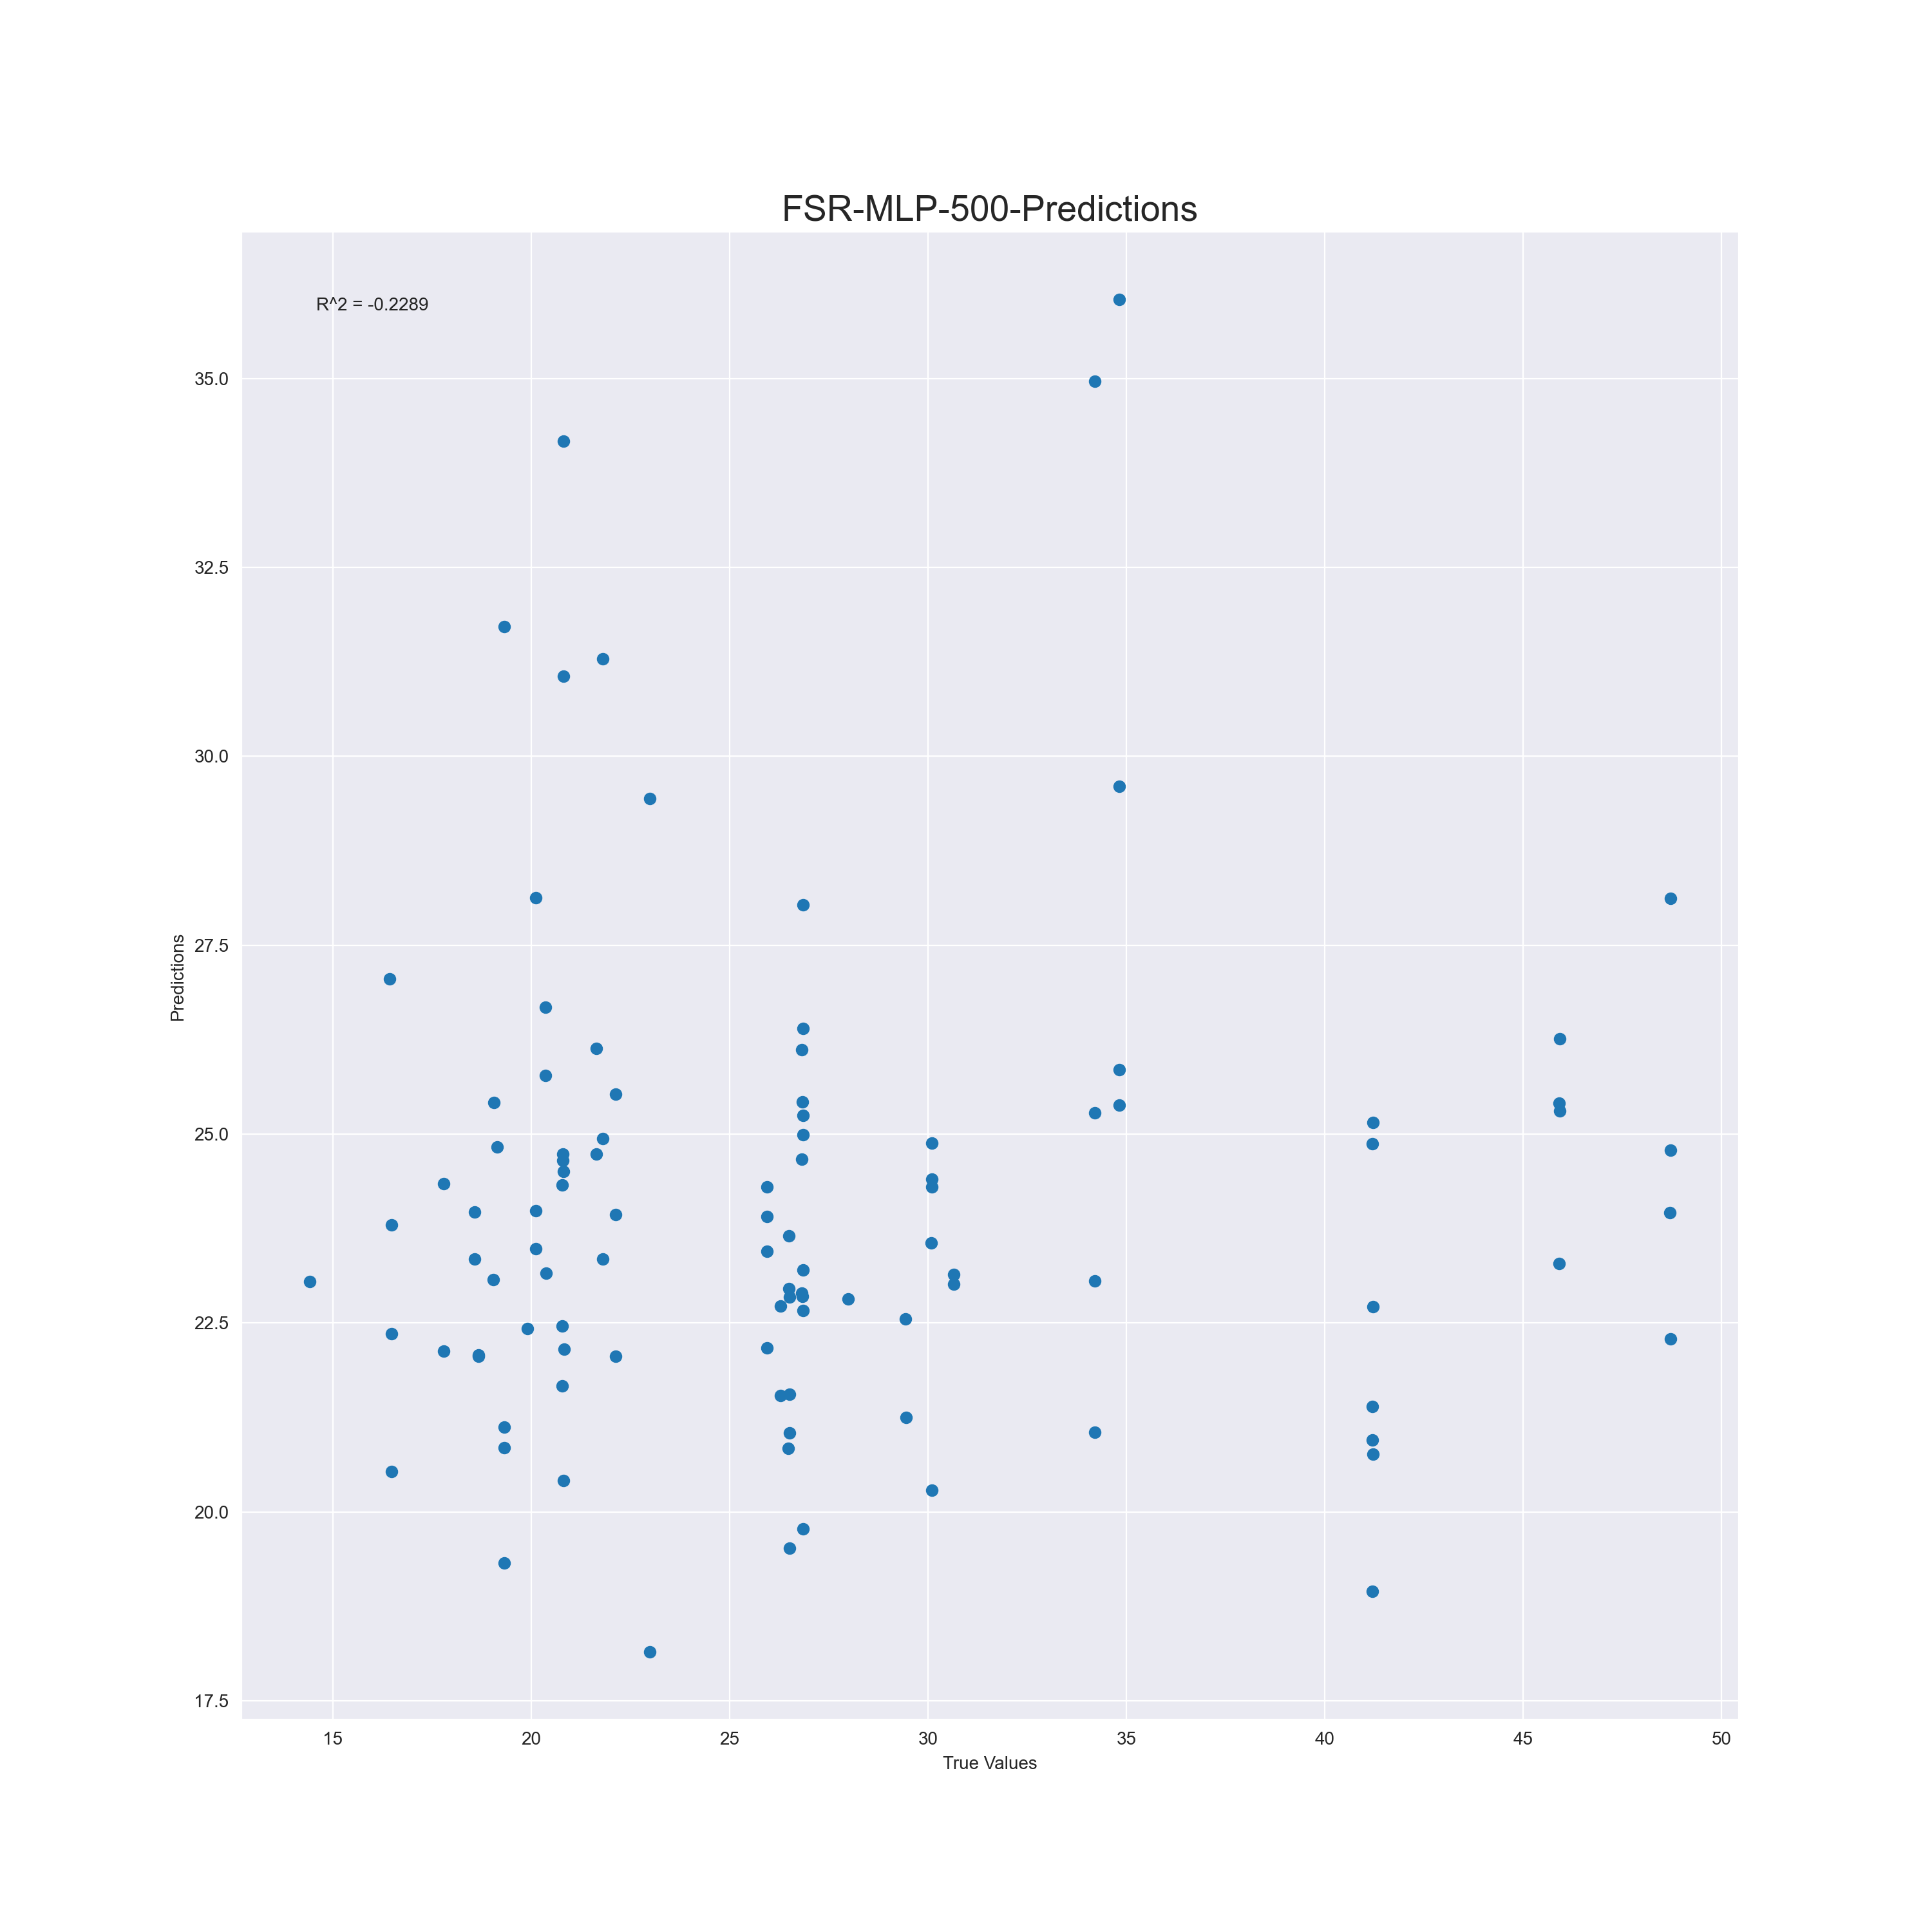 FSR-MLP-500-Predictions
R^2 = -0.2289
35.0
32.5
30.0
27.5
25.0
22.5
20.0
17.5
Predictions
15 20 25 30 35 40 45 50
True Values